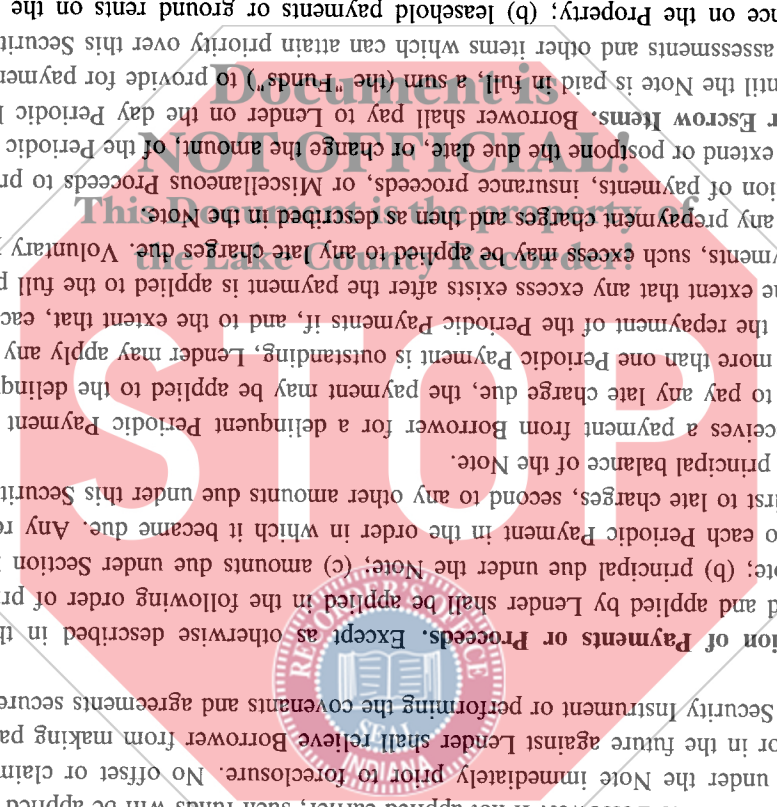 not applied earlier, such funds will be applied
under the Note immediately prior to foreclosure. No offset or claim
or in the future against Lender shall relieve Borrower from making pa
Security Instrument or performing the covenants and agreements secure
ion of Payments or Proceeds. Except as otherwise described in th
d and applied by Lender shall be applied in the following order of pri
ote; (b) principal due under the Note; (c) amounts due under Section
o each Periodic Payment in the order in which it became due. Any re
irst to late charges, second to any other amounts due under this Securit
principal balance of the Note.
ceives a payment from Borrower for a delinquent Periodic Payment
to pay any late charge due, the payment may be applied to the delinq
more than one Periodic Payment is outstanding, Lender may apply any
the repayment of the Periodic Payments if, and to the extent that, eac
he extent that any excess exists after the payment is applied to the full p
yments, such excess may be applied to any late charges due. Voluntary
any prepayment charges and then as described in the Note.
ion of payments, insurance proceeds, or Miscellaneous Proceeds to pr
extend or postpone the due date, or change the amount, of the Periodic
r Escrow Items. Borrower shall pay to Lender on the day Periodic
until the Note is paid in full, a sum (the "Funds") to provide for paymen
assessments and other items which can attain priority over this Securit
nce on the Property; (b) leasehold payments or ground rents on the
Document is
NOT OFFICIAL!
This Document is the property of
the Lake County Recorder!
STOP
RECORDER'S OFFICE
SEAL
INDIANA